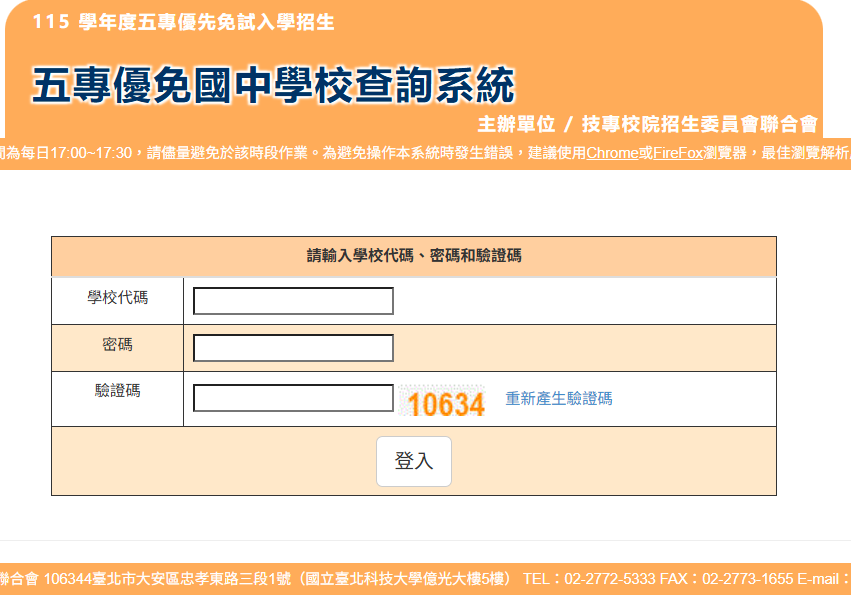 115 學年度五專優先免試入學招生
五專優免國中學校查詢系統
主辦單位 / 技專校院招生委員會聯合會
為每日17:00~17:30，請儘量避免於該時段作業。為避免操作本系統時發生錯誤，建議使用Chrome或FireFox瀏覽器，最佳瀏覽解析
請輸入學校代碼、密碼和驗證碼
學校代碼
密碼
驗證碼 10634 重新產生驗證碼
登入
聯合會 106344臺北市大安區忠孝東路三段1號（國立臺北科技大學億光大樓5樓） TEL：02-2772-5333 FAX：02-2773-1655 E-mail：